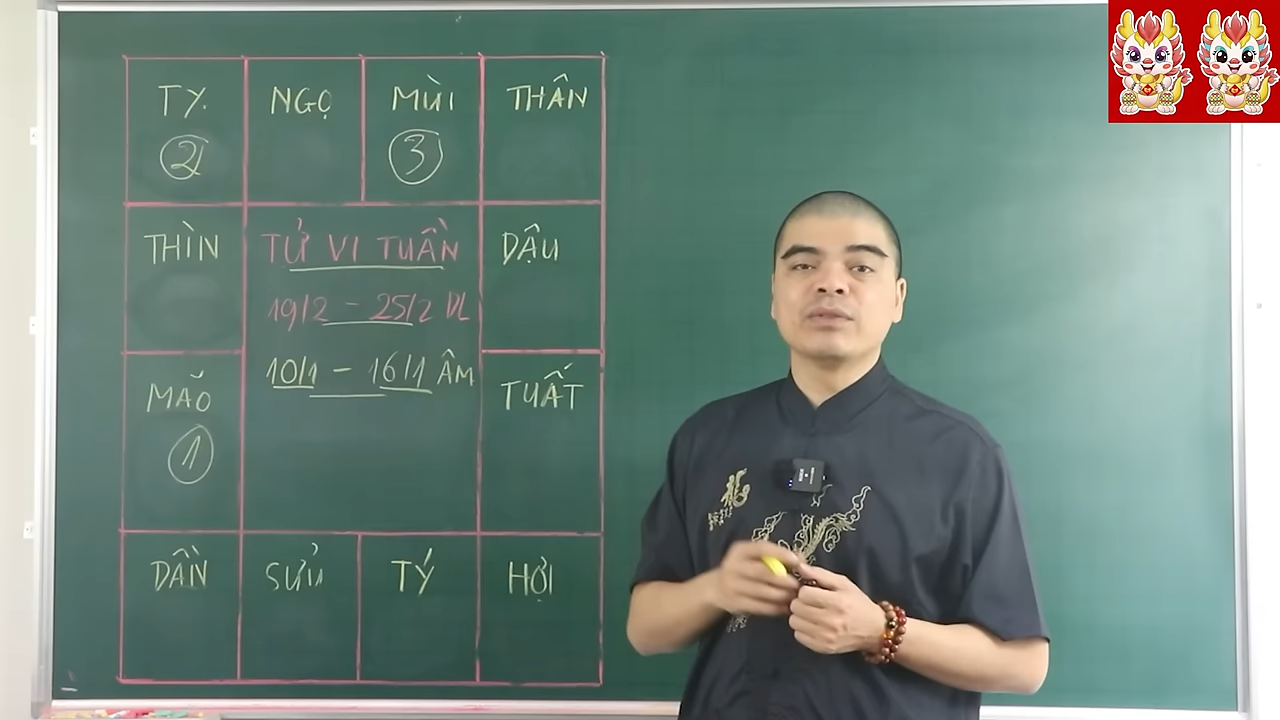 TỴ
NGỌ
MÙI
THÂN
2
3
THÌN
TỬ VI TUẦN
DẬU
19/2 - 25/2 DL
10/1 - 16/1 ÂM
MÃO
TUẤT
1
DẦN
SỬU
TÝ
HỢI